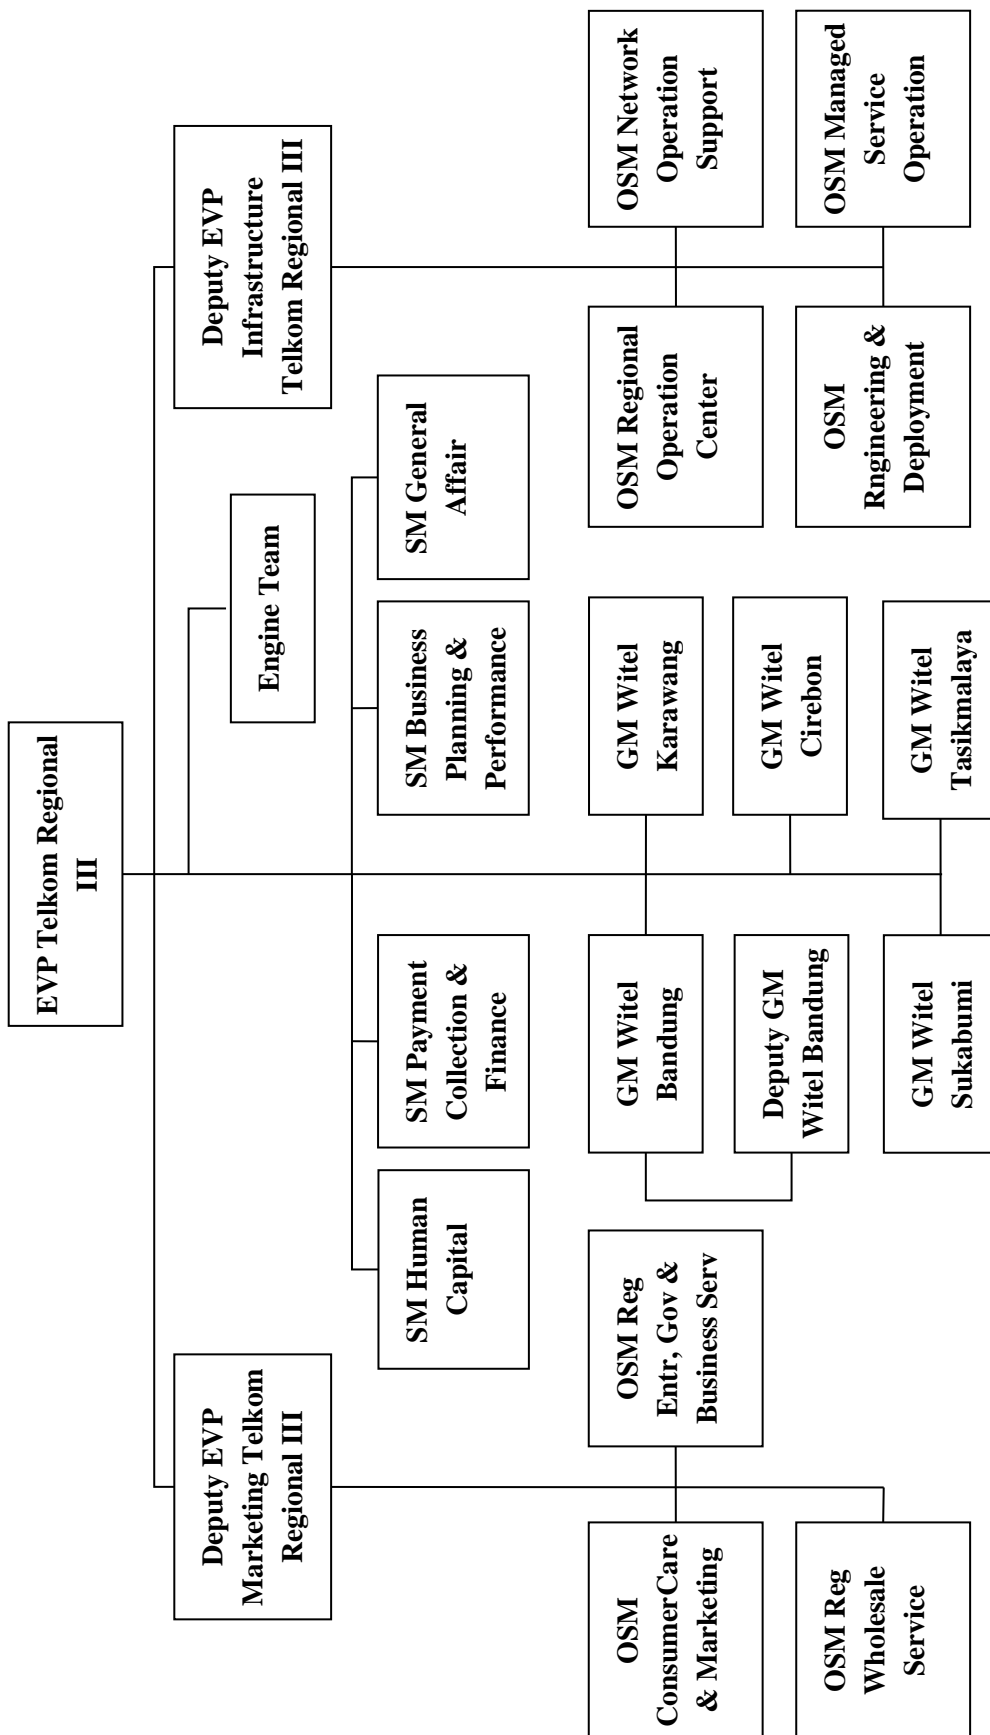 EVP Telkom Regional
III
Deputy EVP
Marketing Telkom
Regional III
Engine Team
Deputy EVP
Infrastructure
Telkom Regional III
SM Human
Capital
SM Payment
Collection &
Finance
SM Business
Planning &
Performance
SM General
Affair
OSM
ConsumerCare
& Marketing
OSM Reg
Entr, Gov &
Business Serv
GM Witel
Bandung
GM Witel
Karawang
OSM Regional
Operation
Center
OSM Network
Operation
Support
Deputy GM
Witel Bandung
GM Witel
Cirebon
OSM Reg
Wholesale
Service
GM Witel
Sukabumi
GM Witel
Tasikmalaya
OSM
Rngineering &
Deployment
OSM Managed
Service
Operation